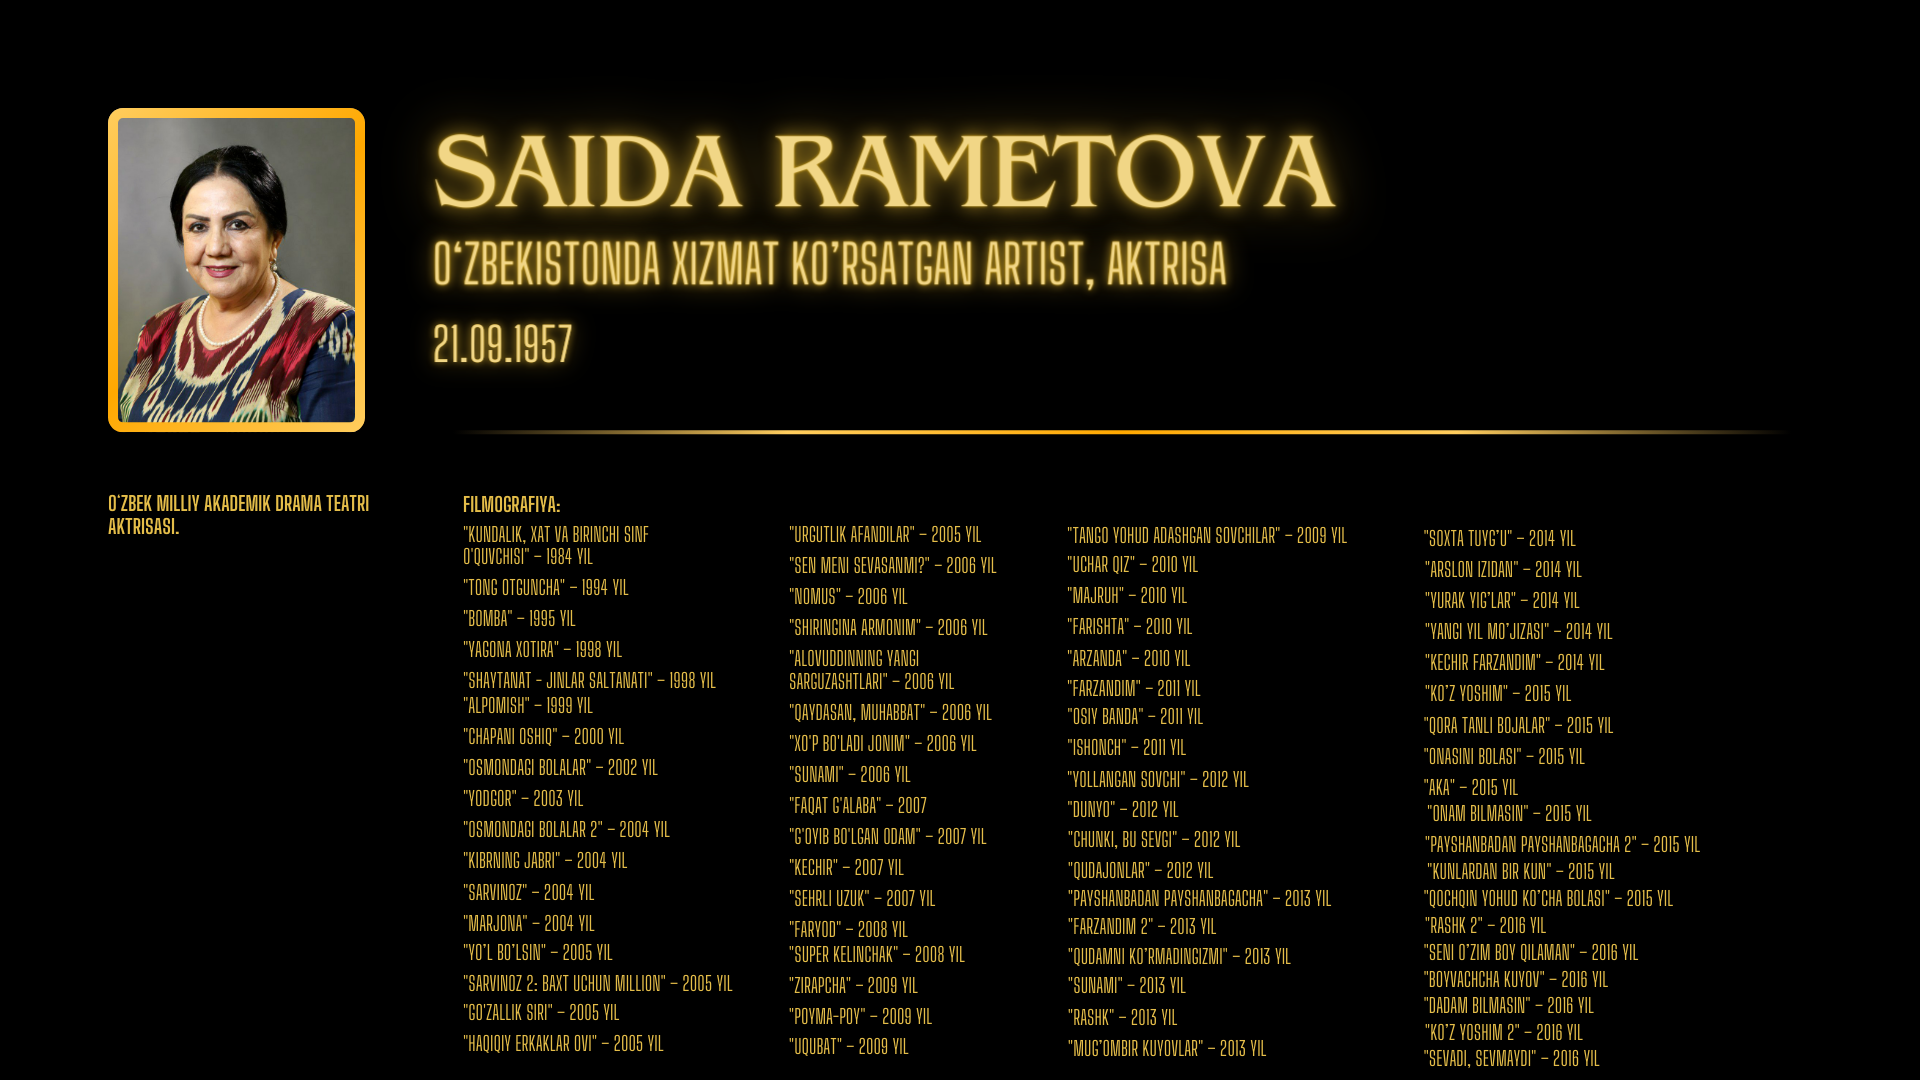 SAIDA RAMETOVA
O‘ZBEKISTONDA XIZMAT KO’RSATGAN ARTIST, AKTRISA
21.09.1957
O‘ZBEK MILLIY AKADEMIK DRAMA TEATRI
AKTRISASI.
FILMOGRAFIYA:
"KUNDALIK, XAT VA BIRINCHI SINF
O'QUVCHISI" – 1984 YIL
"TONG OTGUNCHA" – 1994 YIL
"BOMBA" – 1995 YIL
"YAGONA XOTIRA" – 1998 YIL
"SHAYTANAT - JINLAR SALTANATI" – 1998 YIL
"ALPOMISH" – 1999 YIL
"CHAPANI OSHIQ" – 2000 YIL
"OSMONDAGI BOLALAR" – 2002 YIL
"YODGOR" – 2003 YIL
"OSMONDAGI BOLALAR 2" – 2004 YIL
"KIBRNING JABRI" – 2004 YIL
"SARVINOZ" – 2004 YIL
"MARJONA" – 2004 YIL
"YO’L BO’LSIN" – 2005 YIL
"SARVINOZ 2: BAXT UCHUN MILLION" – 2005 YIL
"GO'ZALLIK SIRI" – 2005 YIL
"HAQIQIY ERKAKLAR OVI" – 2005 YIL
"URGUTLIK AFANDILAR" – 2005 YIL
"SEN MENI SEVASANMI?" – 2006 YIL
"NOMUS" – 2006 YIL
"SHIRINGINA ARMONIM" – 2006 YIL
"ALOVUDDINNING YANGI
SARGUZASHTLARI" – 2006 YIL
"QAYDASAN, MUHABBAT" – 2006 YIL
"XO'P BO'LADI JONIM" – 2006 YIL
"SUNAMI" – 2006 YIL
"FAQAT G'ALABA" – 2007
"G'OYIB BO'LGAN ODAM" – 2007 YIL
"KECHIR" – 2007 YIL
"SEHRLI UZUK" – 2007 YIL
"FARYOD" – 2008 YIL
"SUPER KELINCHAK" – 2008 YIL
"ZIRAPCHA" – 2009 YIL
"POYMA-POY" – 2009 YIL
"UQUBAT" – 2009 YIL
"TANGO YOHUD ADASHGAN SOVCHILAR" – 2009 YIL
"UCHAR QIZ" – 2010 YIL
"MAJRUH" – 2010 YIL
"FARISHTA" – 2010 YIL
"ARZANDA" – 2010 YIL
"FARZANDIM" – 2011 YIL
"OSIY BANDA" – 2011 YIL
"ISHONCH" – 2011 YIL
"YOLLANGAN SOVCHI" – 2012 YIL
"DUNYO" – 2012 YIL
"CHUNKI, BU SEVGI" – 2012 YIL
"QUDAJONLAR" – 2012 YIL
"PAYSHANBADAN PAYSHANBAGACHA" – 2013 YIL
"FARZANDIM 2" – 2013 YIL
"QUDAMNI KO’RMADINGIZMI" – 2013 YIL
"SUNAMI" – 2013 YIL
"RASHK" – 2013 YIL
"MUG’OMBIR KUYOVLAR" – 2013 YIL
"SOXTA TUYG’U" – 2014 YIL
"ARSLON IZIDAN" – 2014 YIL
"YURAK YIG’LAR" – 2014 YIL
"YANGI YIL MO’JIZASI" – 2014 YIL
"KECHIR FARZANDIM" – 2014 YIL
"KO’Z YOSHIM" – 2015 YIL
"QORA TANLI BOJALAR" – 2015 YIL
"ONASINI BOLASI" – 2015 YIL
"AKA" – 2015 YIL
"ONAM BILMASIN" – 2015 YIL
"PAYSHANBADAN PAYSHANBAGACHA 2" – 2015 YIL
"KUNLARDAN BIR KUN" – 2015 YIL
"QOCHQIN YOHUD KO’CHA BOLASI" – 2015 YIL
"RASHK 2" – 2016 YIL
"SENI O’ZIM BOY QILAMAN" – 2016 YIL
"BOYVACHCHA KUYOV" – 2016 YIL
"DADAM BILMASIN" – 2016 YIL
"KO’Z YOSHIM 2" – 2016 YIL
"SEVADI, SEVMAYDI" – 2016 YIL